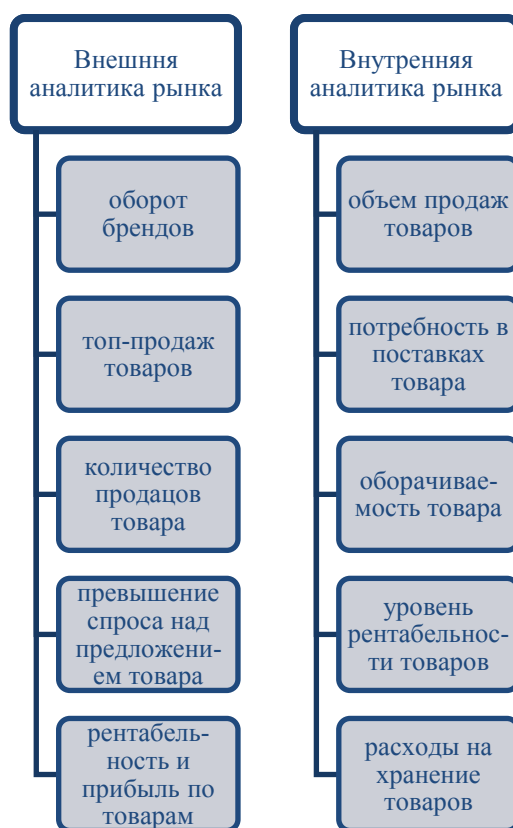 Внешння
аналитика рынка
оборот
брендов
топ-продаж
товаров
количество
продацов
товара
превышение
спроса над
предложени-
ем товара
рентабель-
ность и
прибыль по
товарам
Внутренняя
аналитика рынка
объем продаж
товаров
потребность в
поставках
товара
оборачивае-
мость товара
уровень
рентабельнос-
ти товаров
расходы на
хранение
товаров